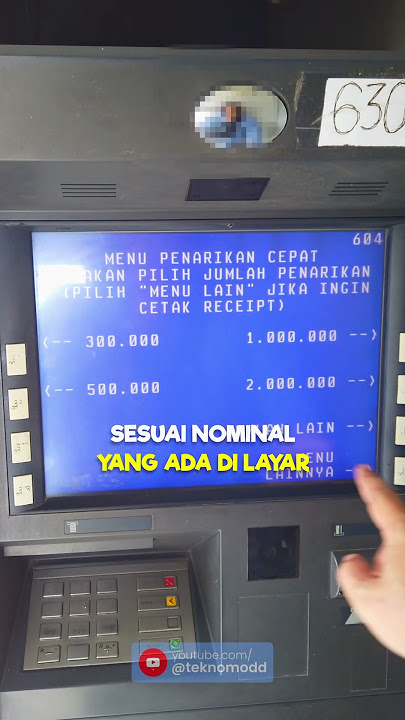 630
604
MENU PENARIKAN CEPAT
AKAN PILIH JUMLAH PENARIKAN
(PILIH "MENU LAIN" JIKA INGIN
CETAK RECEIPT)
<-- 300.000 1.000.000 -->
<-- 500.000 2.000.000 -->
LAIN -->
SESUAI NOMINAL
YANG ADA DI LAYAR
MENU
LAINNYA --
youtube.com/
@teknomodd